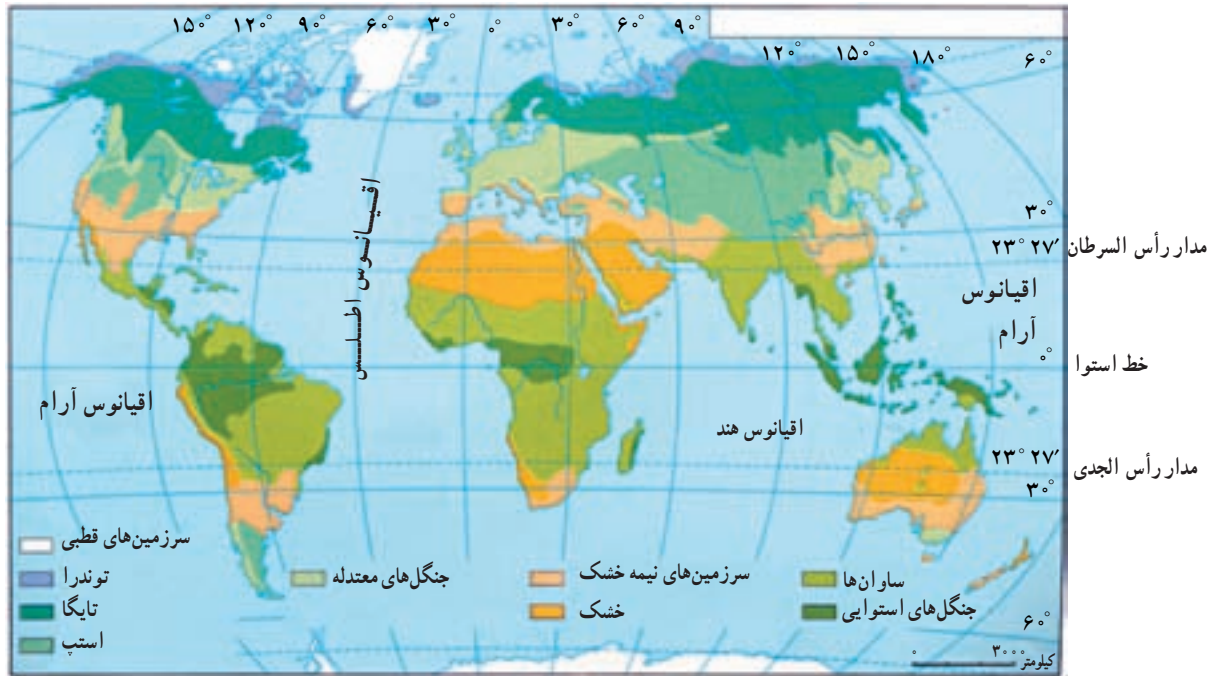 ۱۵۰° ۱۲۰° ۹۰° ۶۰° ۳۰° ۰° ۳۰° ۶۰° ۹۰°
۱۲۰° ۱۵۰° ۱۸۰° ۶۰°
اقیانوس اطلس
۳۰°
مدار رأس السرطان ۲۳° ۲۷′
اقیانوس
آرام
خط استوا ۰°
اقیانوس آرام
اقیانوس هند
مدار رأس الجدی ۲۳° ۲۷′
۳۰°
سرزمین‌های قطبی
توندرا
تایگا
استپ
جنگل‌های معتدله
سرزمین‌های نیمه خشک
خشک
ساوان‌ها
جنگل‌های استوایی
۶۰°
۰ ۳۰۰۰
کیلومتر